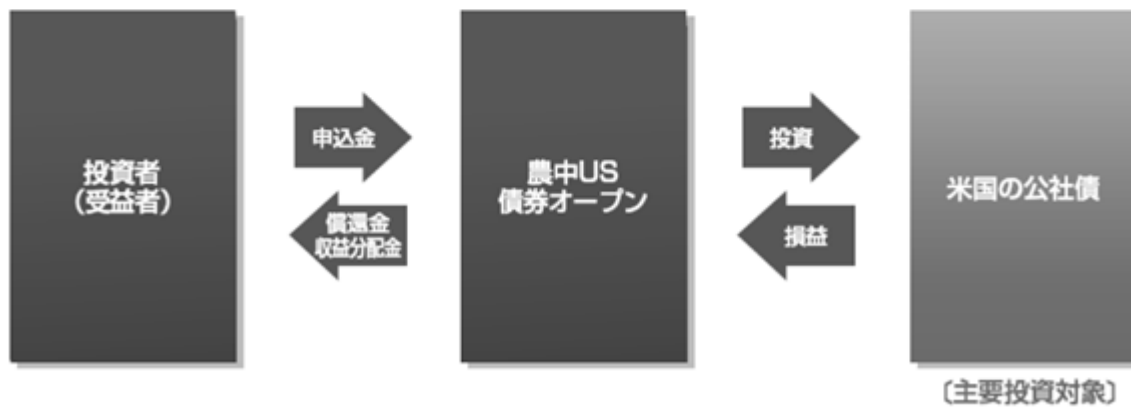 投資者
（受益者）
申込金
償還金
収益分配金
農中US
債券オープン
投資
損益
米国の公社債
〔主要投資対象〕